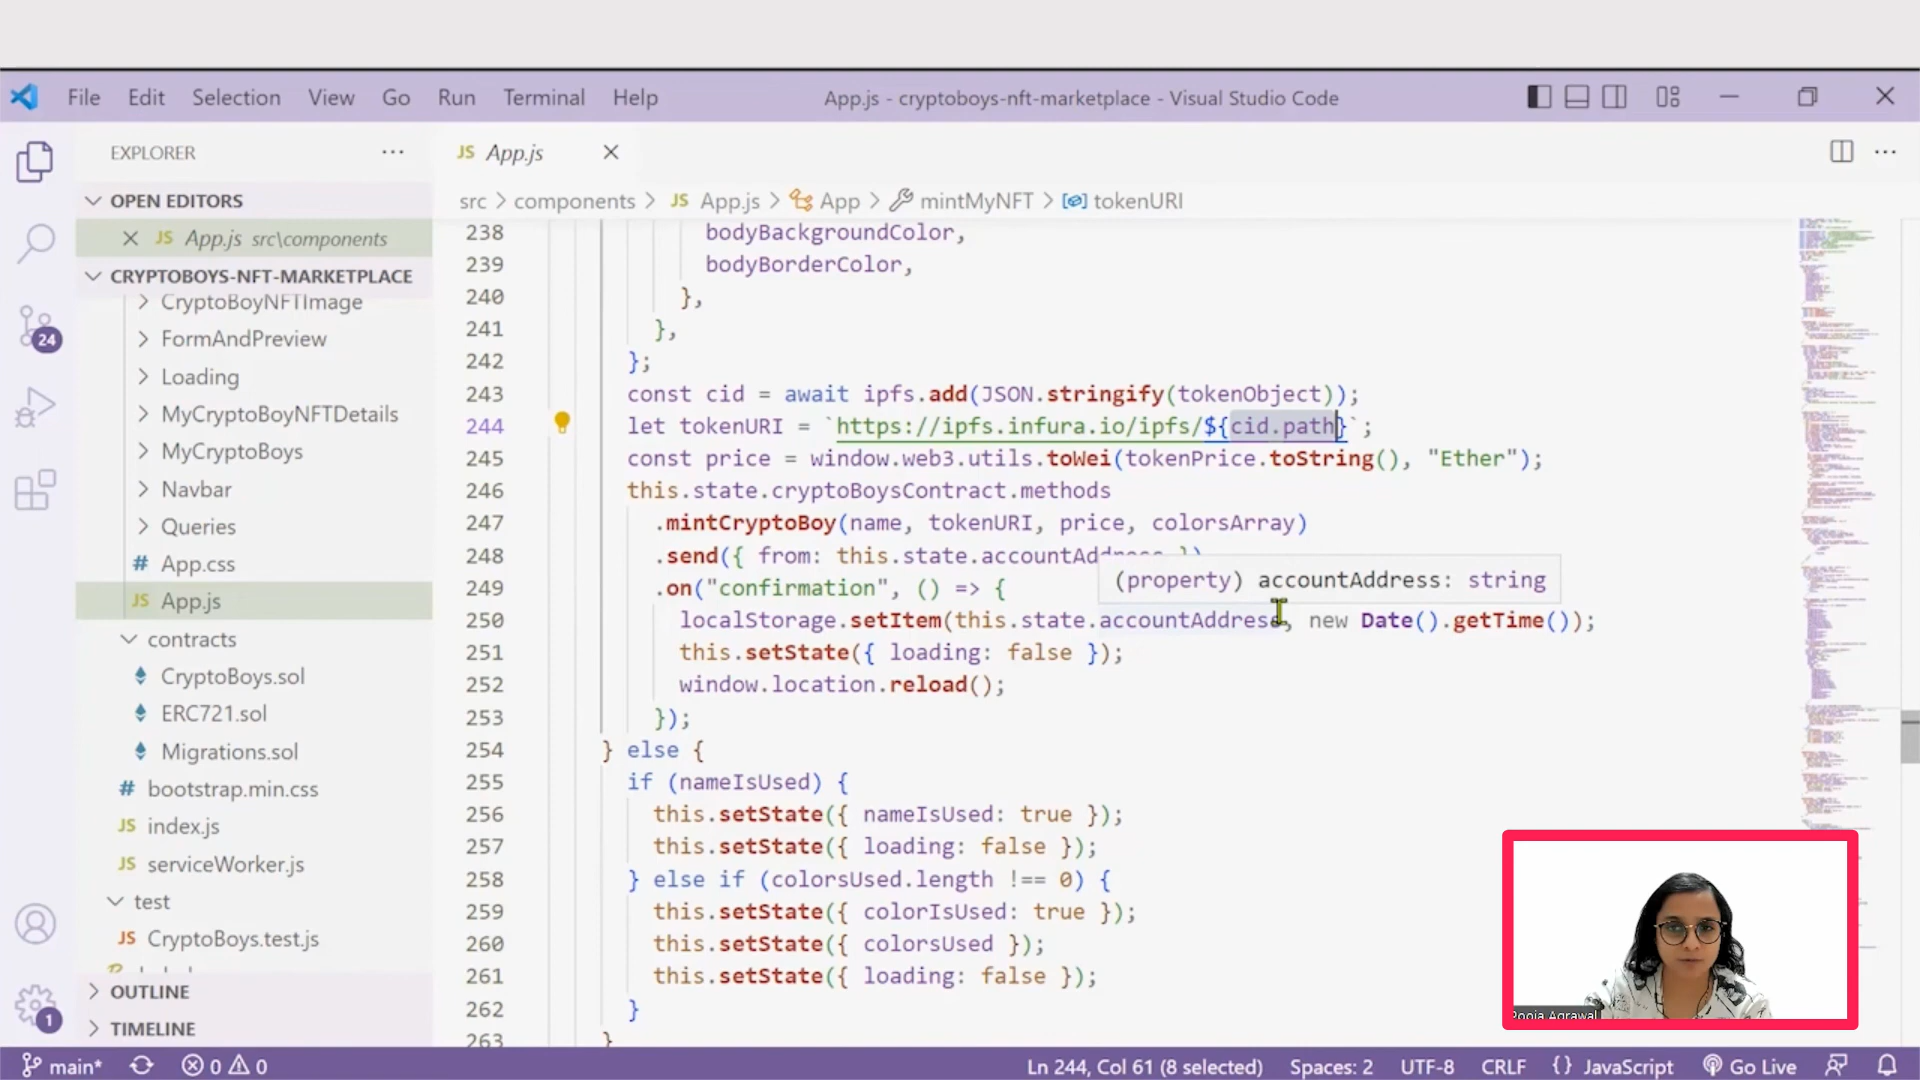 File Edit Selection View Go Run Terminal Help
App.js - cryptoboys-nft-marketplace - Visual Studio Code
EXPLORER
OPEN EDITORS
JS App.js src\components
CRYPTOBOYS-NFT-MARKETPLACE
CryptoBoyNFTImage
FormAndPreview
Loading
MyCryptoBoyNFTDetails
MyCryptoBoys
Navbar
Queries
# App.css
JS App.js
contracts
CryptoBoys.sol
ERC721.sol
Migrations.sol
# bootstrap.min.css
JS index.js
JS serviceWorker.js
test
JS CryptoBoys.test.js
OUTLINE
TIMELINE
24
1
JS App.js
src > components > JS App.js > App > mintMyNFT > tokenURI
238 bodyBackgroundColor,
239 bodyBorderColor,
240 },
241 },
242 };
243 const cid = await ipfs.add(JSON.stringify(tokenObject));
244 let tokenURI = `https://ipfs.infura.io/ipfs/${cid.path}`;
245 const price = window.web3.utils.toWei(tokenPrice.toString(), "Ether");
246 this.state.cryptoBoysContract.methods
247 .mintCryptoBoy(name, tokenURI, price, colorsArray)
248 .send({ from: this.state.accountAddress })
(property) accountAddress: string
249 .on("confirmation", () => {
250 localStorage.setItem(this.state.accountAddress, new Date().getTime());
251 this.setState({ loading: false });
252 window.location.reload();
253 });
254 } else {
255 if (nameIsUsed) {
256 this.setState({ nameIsUsed: true });
257 this.setState({ loading: false });
258 } else if (colorsUsed.length !== 0) {
259 this.setState({ colorIsUsed: true });
260 this.setState({ colorsUsed });
261 this.setState({ loading: false });
262 }
263 }
Pooja Agrawal
main* 0 0 Ln 244, Col 61 (8 selected) Spaces: 2 UTF-8 CRLF {} JavaScript Go Live